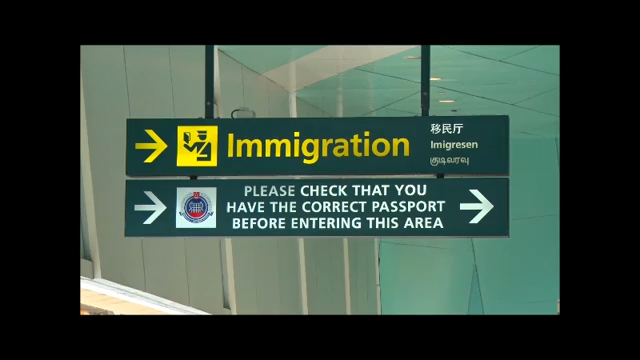 Immigration
移民厅
Imigresen
குடிவரவு
PLEASE CHECK THAT YOU
HAVE THE CORRECT PASSPORT
BEFORE ENTERING THIS AREA